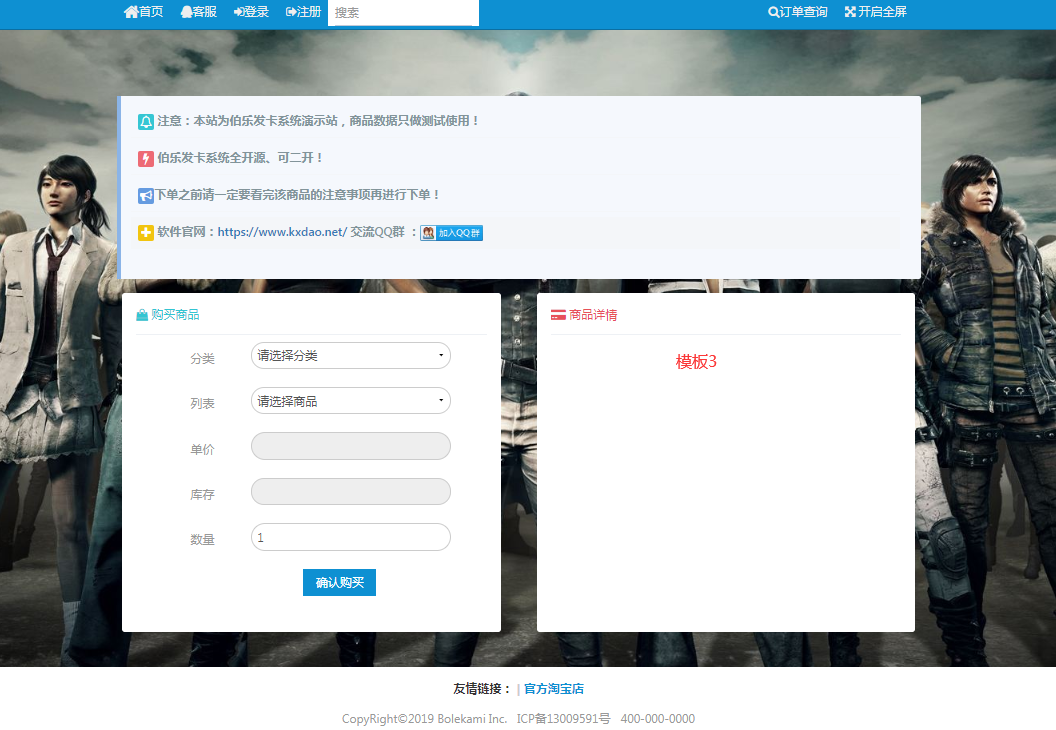 首页 客服 登录 注册 搜索 订单查询 开启全屏
注意：本站为伯乐发卡系统演示站，商品数据只做测试使用！
伯乐发卡系统全开源、可二开！
下单之前请一定要看完该商品的注意事项再进行下单！
软件官网：https://www.kxdao.net/ 交流QQ群 ：加入QQ群
购买商品
分类 请选择分类
列表 请选择商品
单价
库存
数量 1
确认购买
商品详情
模板3
友情链接： | 官方淘宝店
CopyRight©2019 Bolekami Inc. ICP备13009591号 400-000-0000